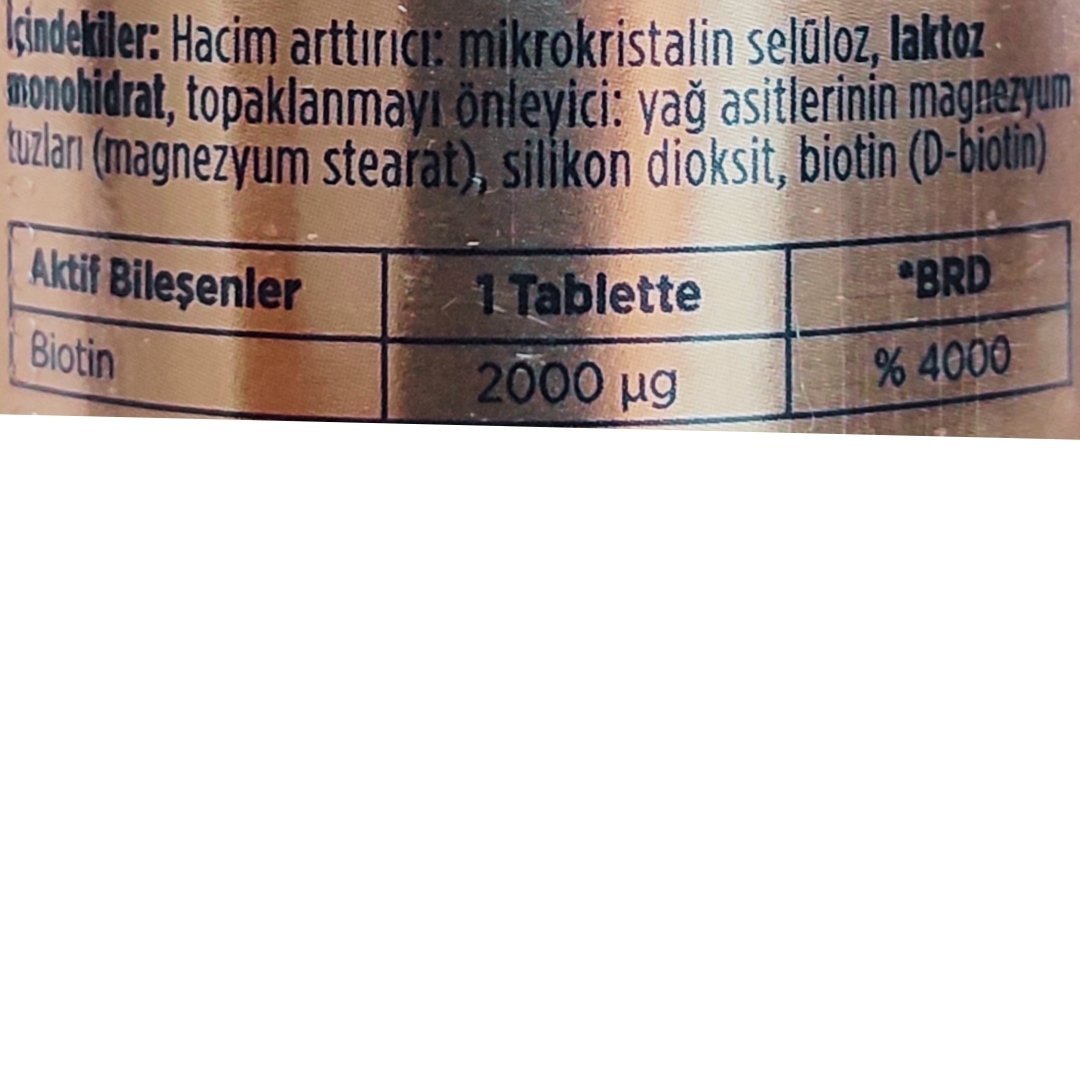 İçindekiler: Hacim arttırıcı: mikrokristalin selüloz, laktoz
monohidrat, topaklanmayı önleyici: yağ asitlerinin magnezyum
tuzları (magnezyum stearat), silikon dioksit, biotin (D-biotin)
Aktif Bileşenler 1 Tablette *BRD
Biotin 2000 µg % 4000